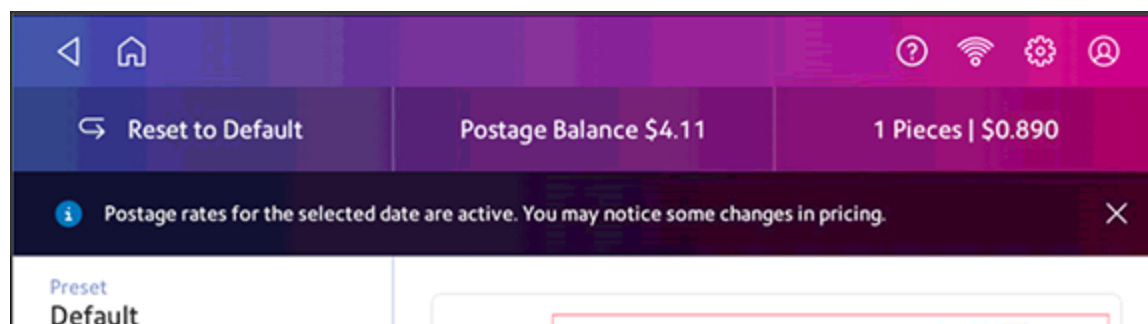 Reset to Default
Postage Balance $4.11
1 Pieces | $0.890
Postage rates for the selected date are active. You may notice some changes in pricing.
Preset
Default